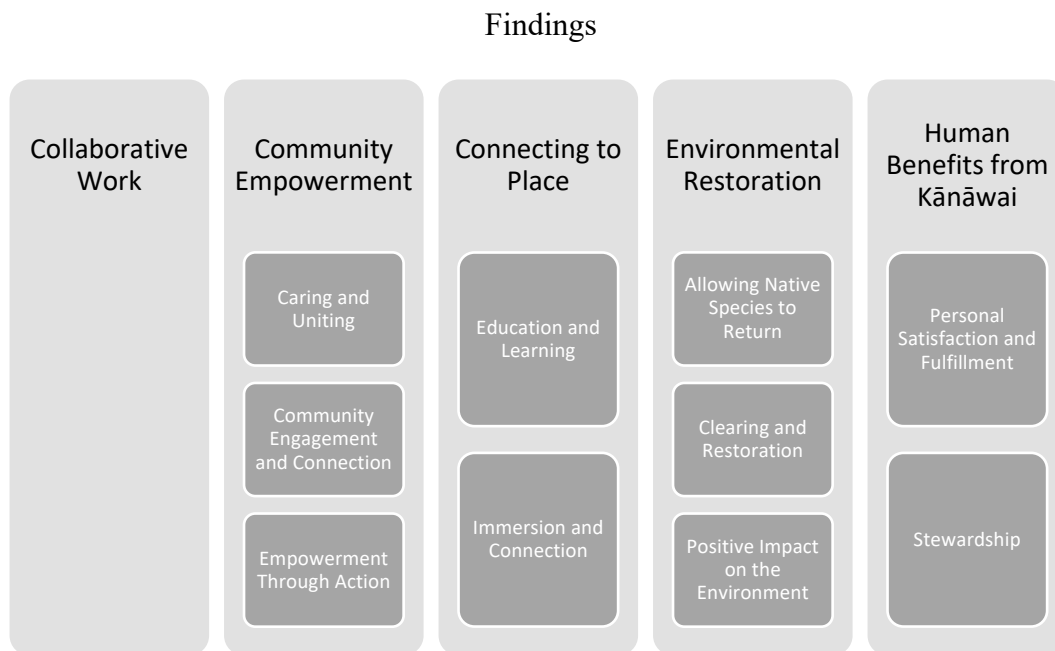 Findings
Collaborative
Work
Community
Empowerment
Caring and
Uniting
Community
Engagement
and Connection
Empowerment
Through Action
Connecting to
Place
Education and
Learning
Immersion and
Connection
Environmental
Restoration
Allowing Native
Species to
Return
Clearing and
Restoration
Positive Impact
on the
Environment
Human
Benefits from
Kānāwai
Personal
Satisfaction and
Fulfillment
Stewardship